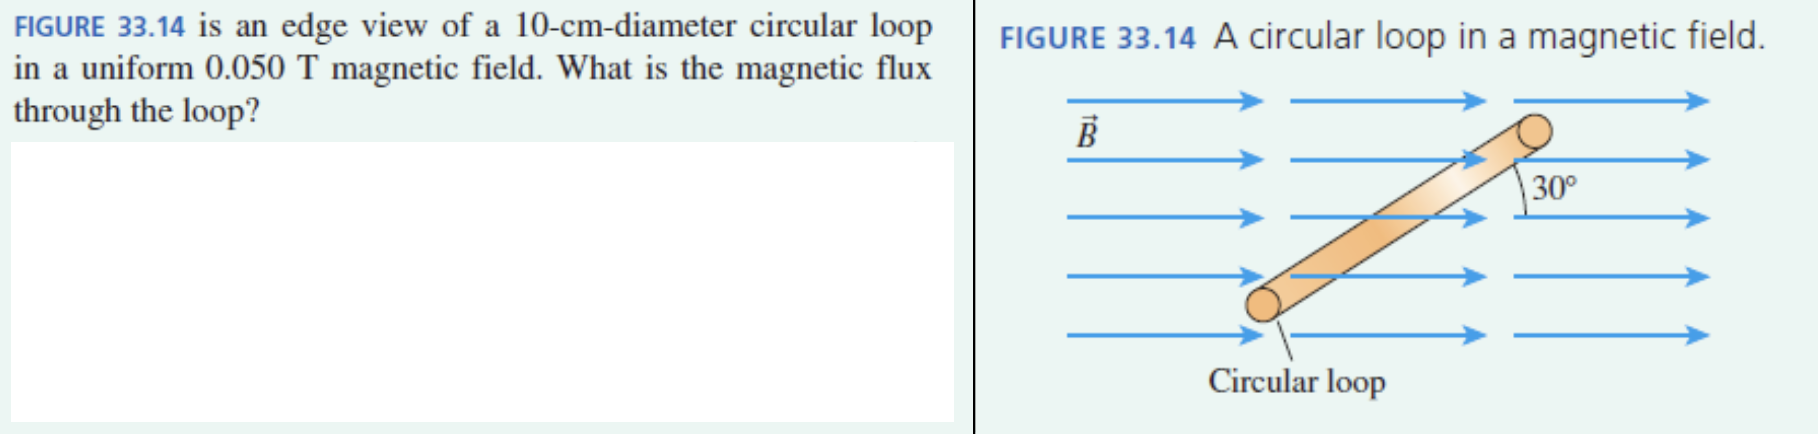 FIGURE 33.14 is an edge view of a 10-cm-diameter circular loop
in a uniform 0.050 T magnetic field. What is the magnetic flux
through the loop?
FIGURE 33.14 A circular loop in a magnetic field.
B⃗
30°
Circular loop